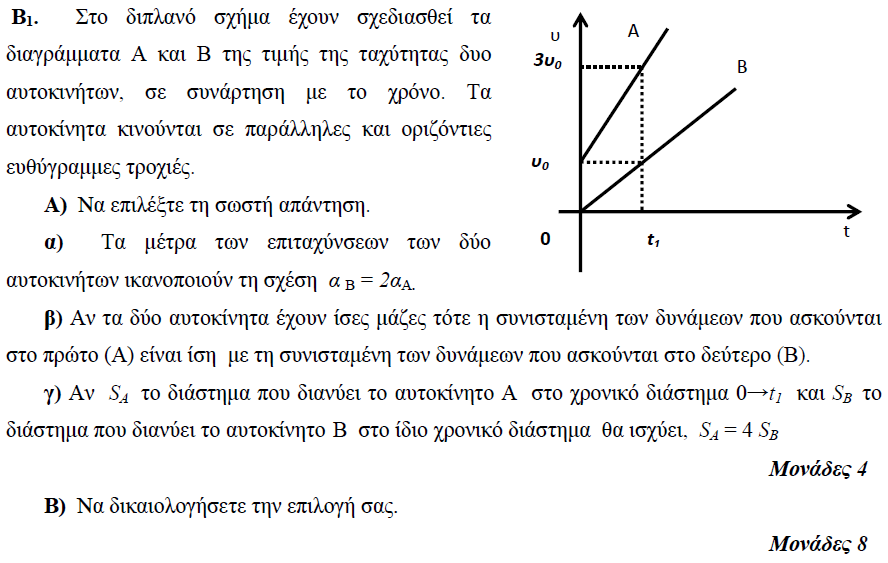 Β1. Στο διπλανό σχήμα έχουν σχεδιασθεί τα
διαγράμματα Α και Β της τιμής της ταχύτητας δυο
αυτοκινήτων, σε συνάρτηση με το χρόνο. Τα
αυτοκίνητα κινούνται σε παράλληλες και οριζόντιες
ευθύγραμμες τροχιές.
Α) Να επιλέξτε τη σωστή απάντηση.
α) Τα μέτρα των επιταχύνσεων των δύο
αυτοκινήτων ικανοποιούν τη σχέση α Β = 2αΑ.
υ
Α
3υ0
Β
υ0
0
t1
t
β) Αν τα δύο αυτοκίνητα έχουν ίσες μάζες τότε η συνισταμένη των δυνάμεων που ασκούνται
στο πρώτο (Α) είναι ίση με τη συνισταμένη των δυνάμεων που ασκούνται στο δεύτερο (Β).
γ) Αν SA το διάστημα που διανύει το αυτοκίνητο Α στο χρονικό διάστημα 0→t1 και SB το
διάστημα που διανύει το αυτοκίνητο Β στο ίδιο χρονικό διάστημα θα ισχύει, SA = 4 SB
Μονάδες 4
Β) Να δικαιολογήσετε την επιλογή σας.
Μονάδες 8